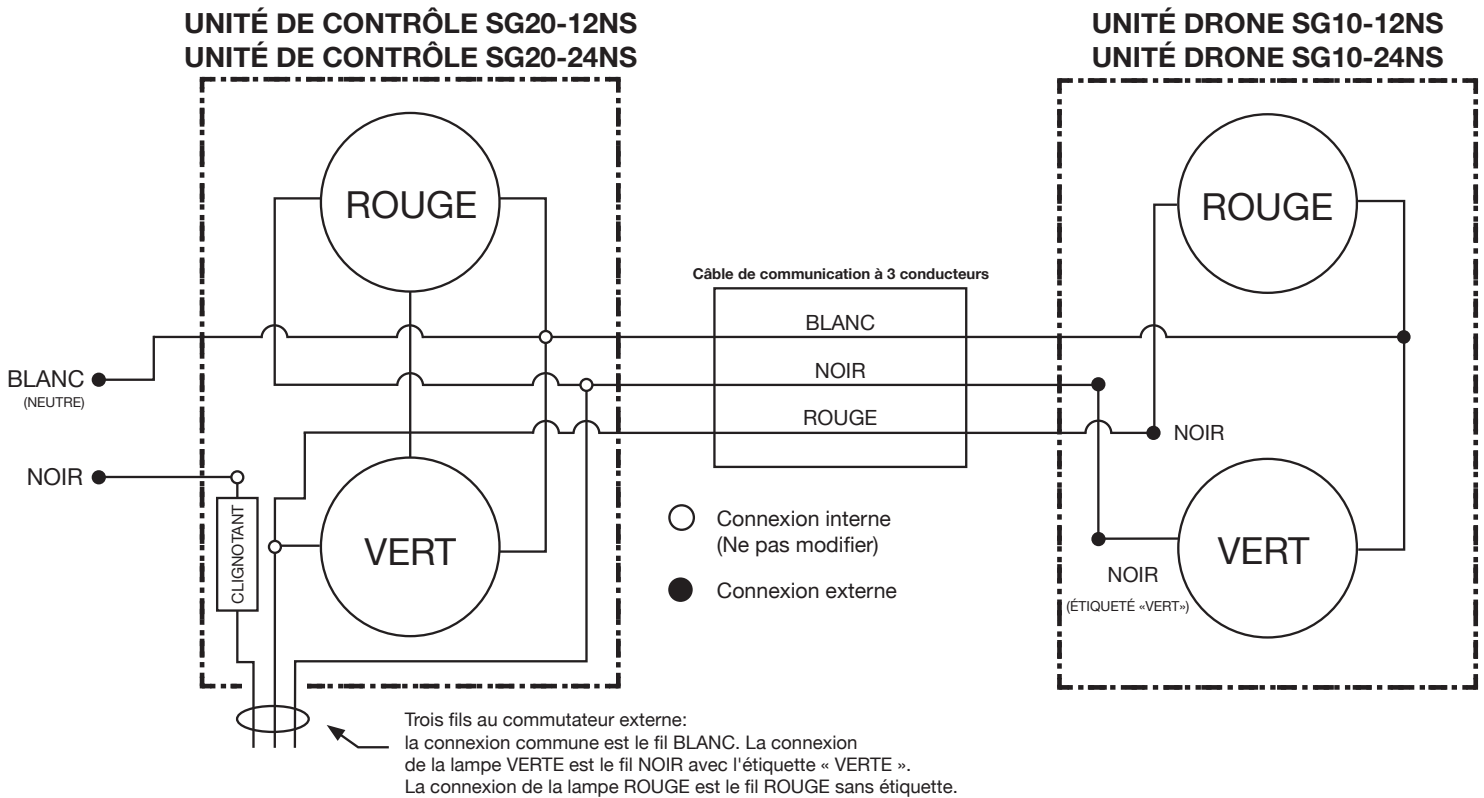 UNITÉ DE CONTRÔLE SG20-12NS
UNITÉ DE CONTRÔLE SG20-24NS
UNITÉ DRONE SG10-12NS
UNITÉ DRONE SG10-24NS
ROUGE
ROUGE
Câble de communication à 3 conducteurs
BLANC
NOIR
ROUGE
BLANC
(NEUTRE)
NOIR
NOIR
CLIGNOTANT
VERT
Connexion interne
(Ne pas modifier)
Connexion externe
VERT
NOIR
(ÉTIQUETÉ «VERT»)
Trois fils au commutateur externe:
la connexion commune est le fil BLANC. La connexion
de la lampe VERTE est le fil NOIR avec l'étiquette « VERTE ».
La connexion de la lampe ROUGE est le fil ROUGE sans étiquette.